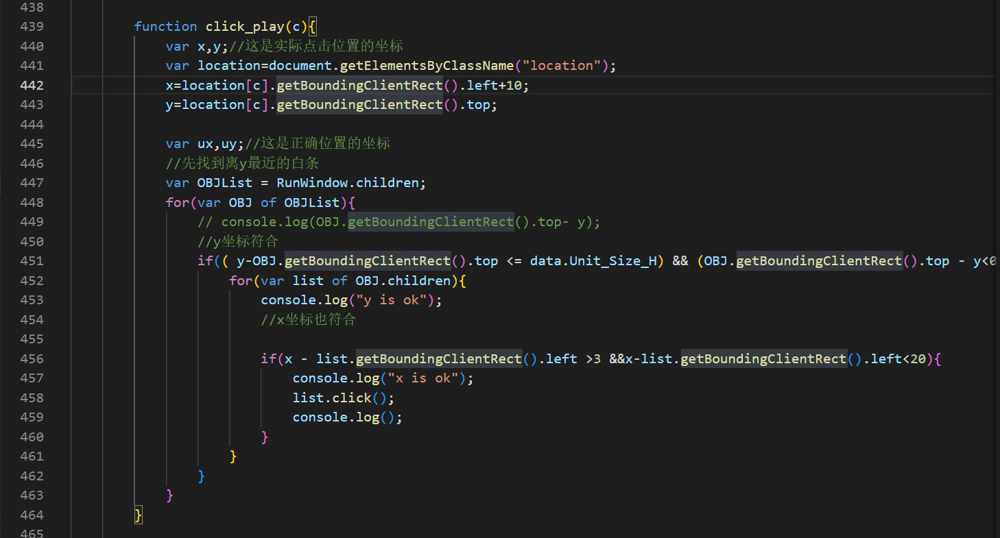 438
439 function click_play(c){
440 var x,y;//这是实际点击位置的坐标
441 var location=document.getElementsByClassName("location");
442 x=location[c].getBoundingClientRect().left+10;
443 y=location[c].getBoundingClientRect().top;
444
445 var ux,uy;//这是正确位置的坐标
446 //先找到离y最近的白条
447 var OBJList = RunWindow.children;
448 for(var OBJ of OBJList){
449 // console.log(OBJ.getBoundingClientRect().top- y);
450 //y坐标符合
451 if(( y-OBJ.getBoundingClientRect().top <= data.Unit_Size_H) && (OBJ.getBoundingClientRect().top - y<0
452 for(var list of OBJ.children){
453 console.log("y is ok");
454 //x坐标也符合
455
456 if(x - list.getBoundingClientRect().left >3 &&x-list.getBoundingClientRect().left<20){
457 console.log("x is ok");
458 list.click();
459 console.log();
460 }
461 }
462 }
463 }
464 }
465